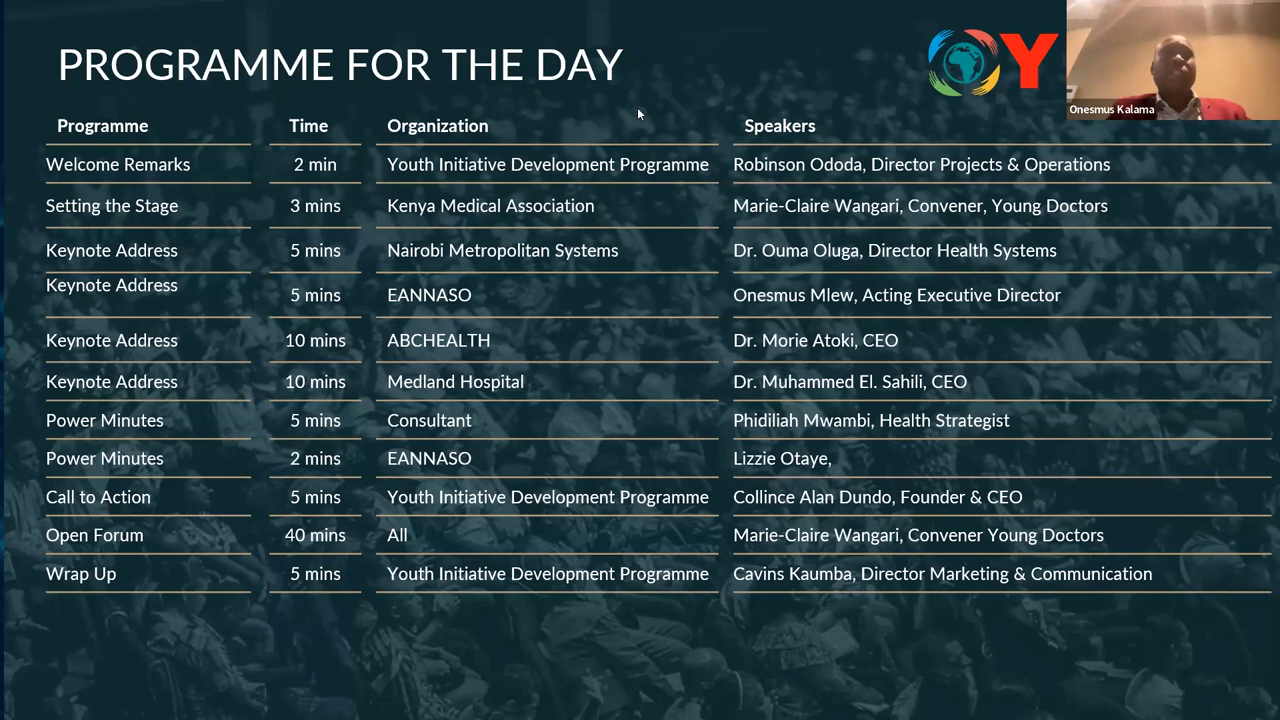 PROGRAMME FOR THE DAY
Y
Onesmus Kalama
Programme Time Organization Speakers
Welcome Remarks 2 min Youth Initiative Development Programme Robinson Ododa, Director Projects & Operations
Setting the Stage 3 mins Kenya Medical Association Marie-Claire Wangari, Convener, Young Doctors
Keynote Address 5 mins Nairobi Metropolitan Systems Dr. Ouma Oluga, Director Health Systems
Keynote Address 5 mins EANNASO Onesmus Mlew, Acting Executive Director
Keynote Address 10 mins ABCHEALTH Dr. Morie Atoki, CEO
Keynote Address 10 mins Medland Hospital Dr. Muhammed El. Sahili, CEO
Power Minutes 5 mins Consultant Phidiliah Mwambi, Health Strategist
Power Minutes 2 mins EANNASO Lizzie Otaye,
Call to Action 5 mins Youth Initiative Development Programme Collince Alan Dundo, Founder & CEO
Open Forum 40 mins All Marie-Claire Wangari, Convener Young Doctors
Wrap Up 5 mins Youth Initiative Development Programme Cavins Kaumba, Director Marketing & Communication